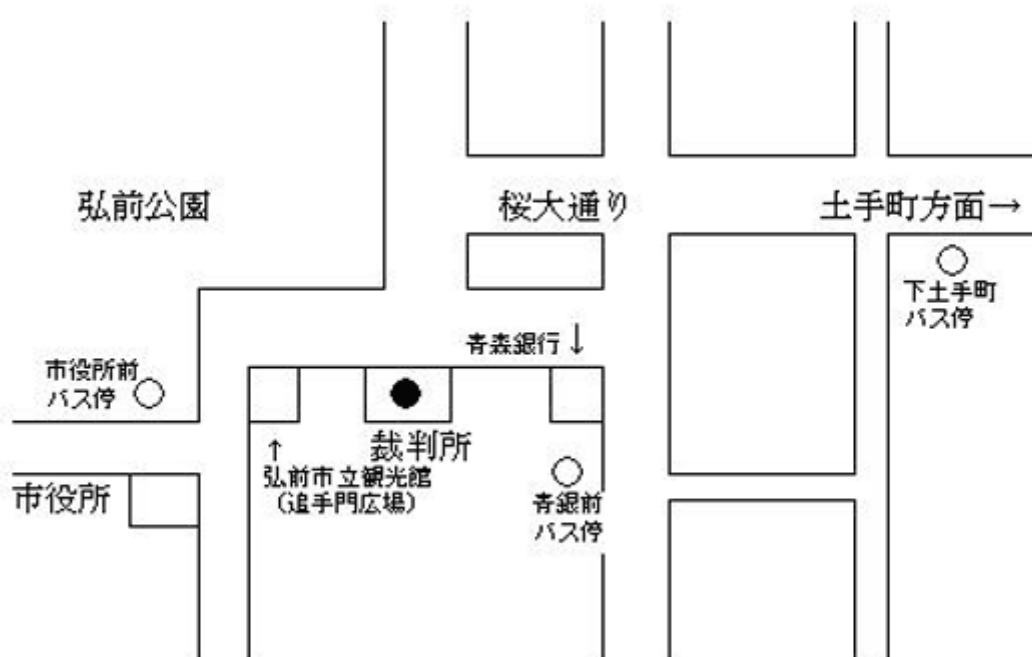 弘前公園
桜大通り
土手町方面→
下土手町
バス停
青森銀行↓
市役所前
バス停
裁判所
↑
弘前市立観光館
(追手門広場)
市役所
青銀前
バス停